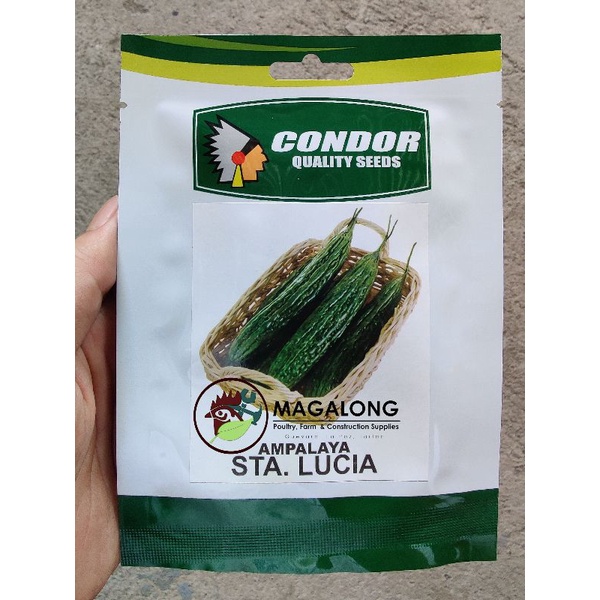 CONDOR
QUALITY SEEDS
MAGALONG
Poultry, Farm & Construction Supplies
AMPALAYA
STA. LUCIA